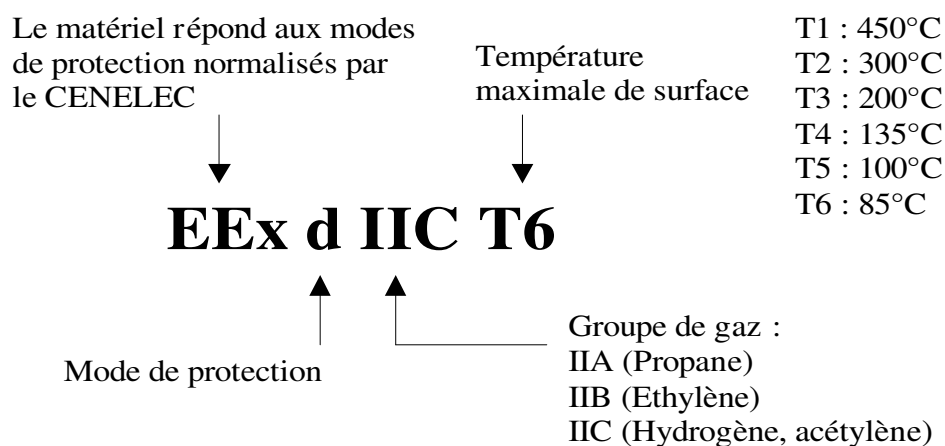 Le matériel répond aux modes
de protection normalisés par
le CENELEC
Température
maximale de surface
T1 : 450°C
T2 : 300°C
T3 : 200°C
T4 : 135°C
T5 : 100°C
T6 : 85°C
EEx d IIC T6
Mode de protection
Groupe de gaz :
IIA (Propane)
IIB (Ethylène)
IIC (Hydrogène, acétylène)